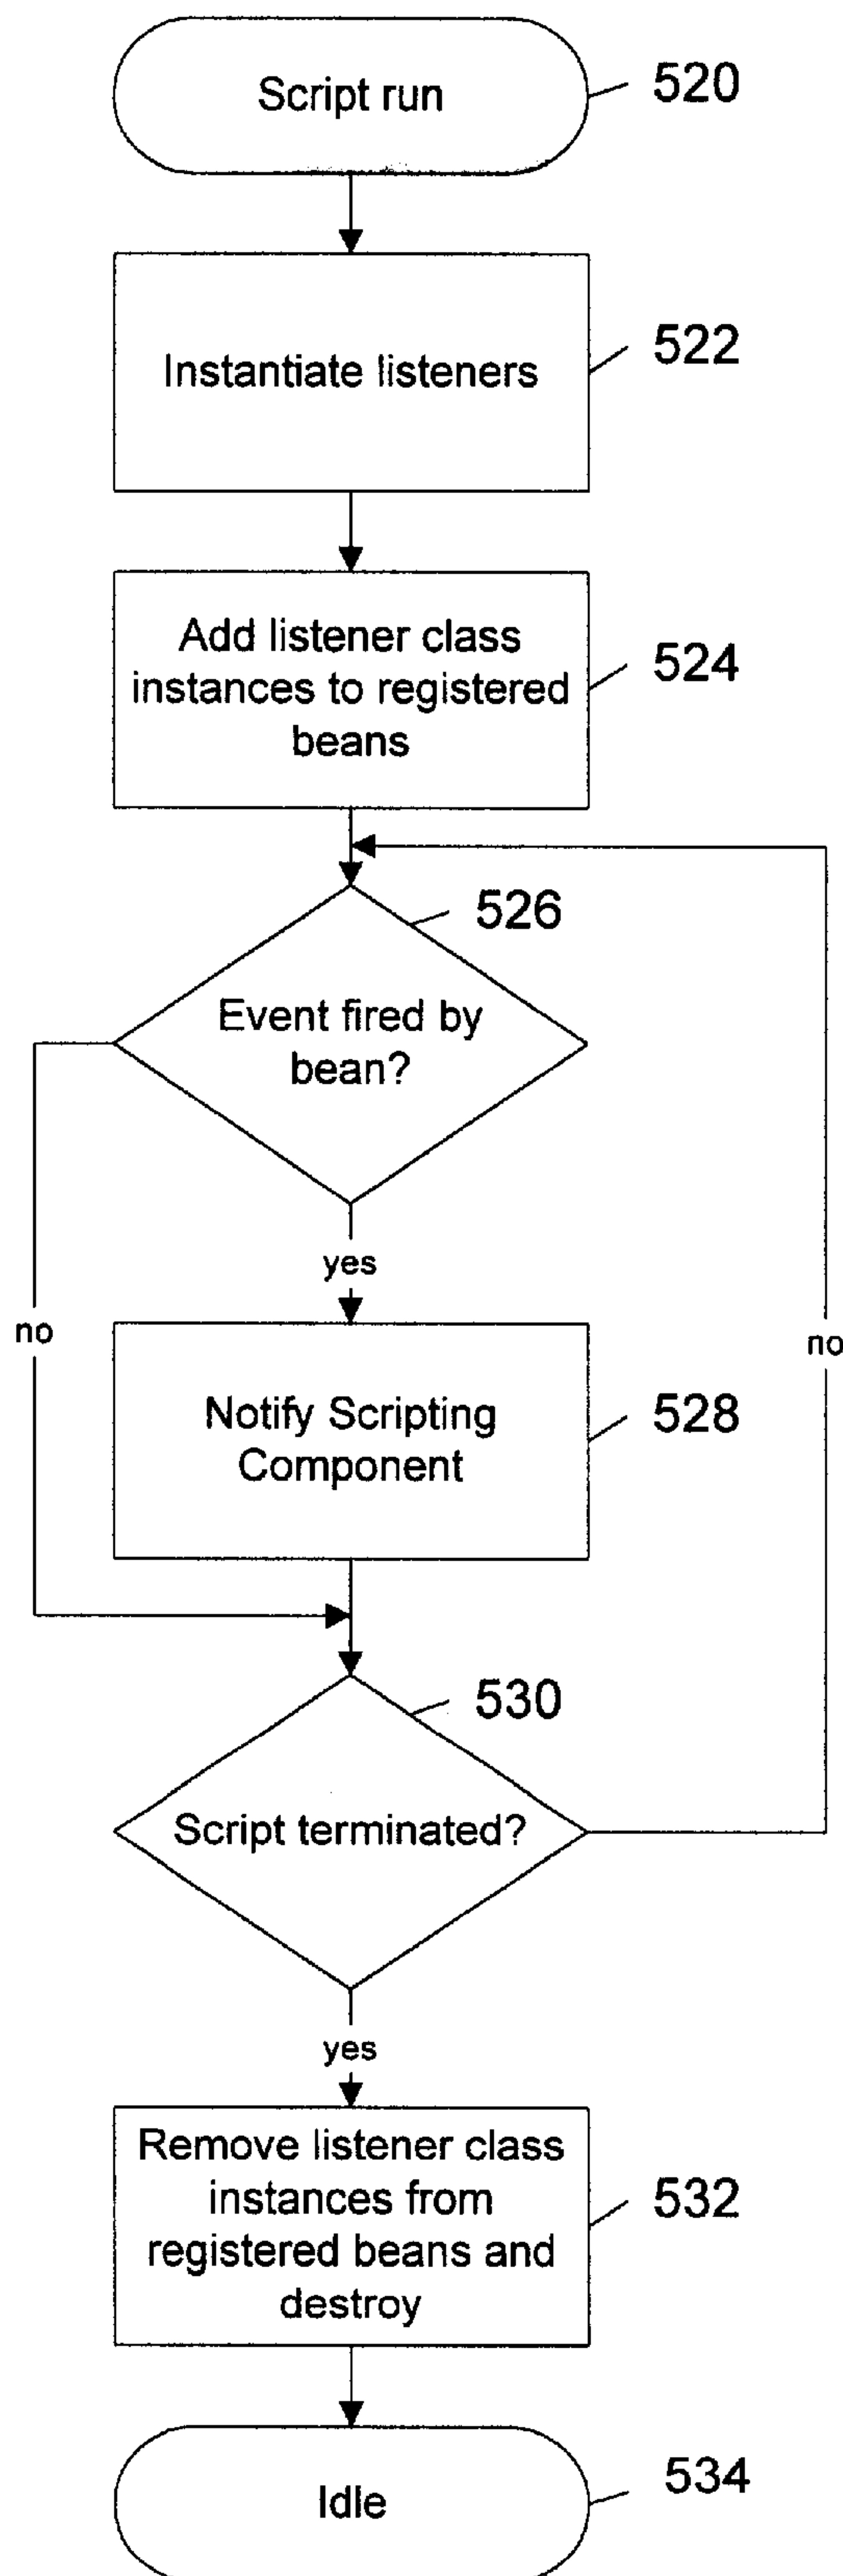 Script run
520
Instantiate listeners
522
Add listener class
instances to registered
beans
524
526
Event fired by
bean?
yes
no
no
Notify Scripting
Component
528
530
Script terminated?
yes
Remove listener class
instances from
registered beans and
destroy
532
Idle
534